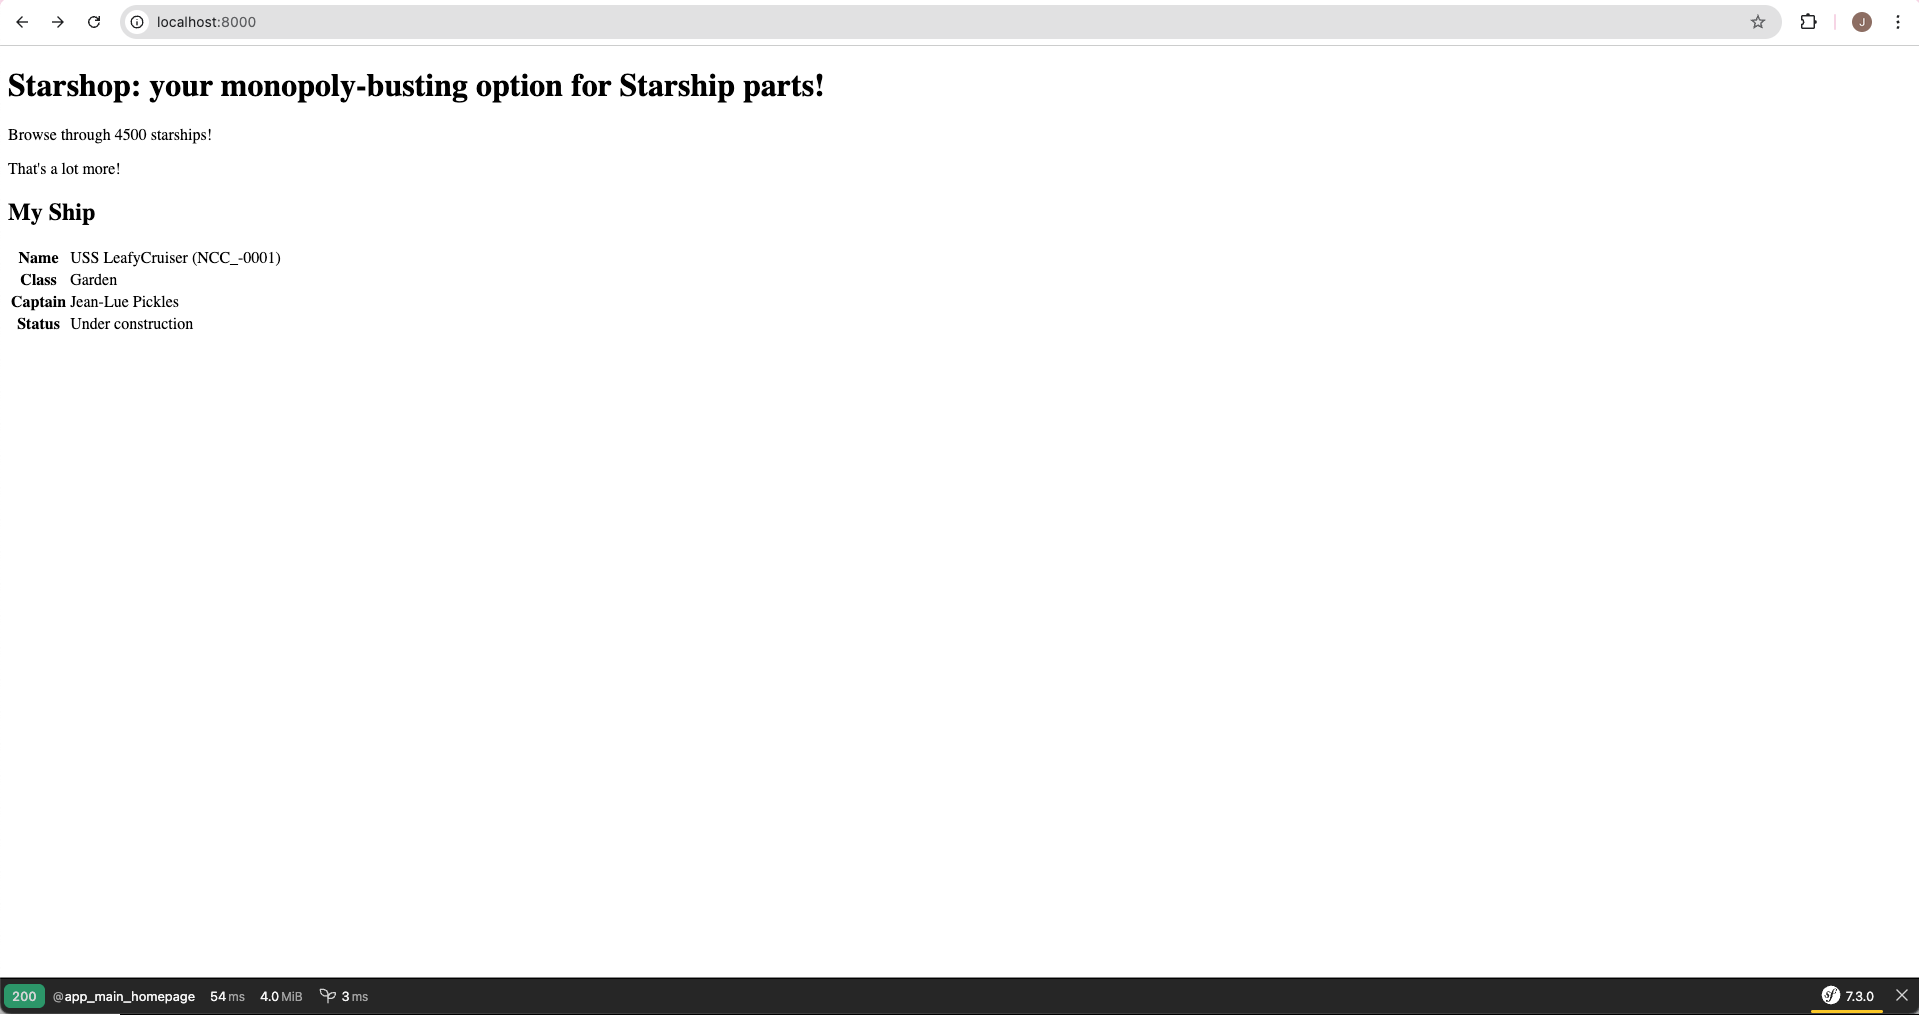 localhost:8000
J
Starshop: your monopoly-busting option for Starship parts!
Browse through 4500 starships!
That's a lot more!
My Ship
Name USS LeafyCruiser (NCC_-0001)
Class Garden
Captain Jean-Lue Pickles
Status Under construction
200 @app_main_homepage 54 ms 4.0 MiB 3 ms sf 7.3.0